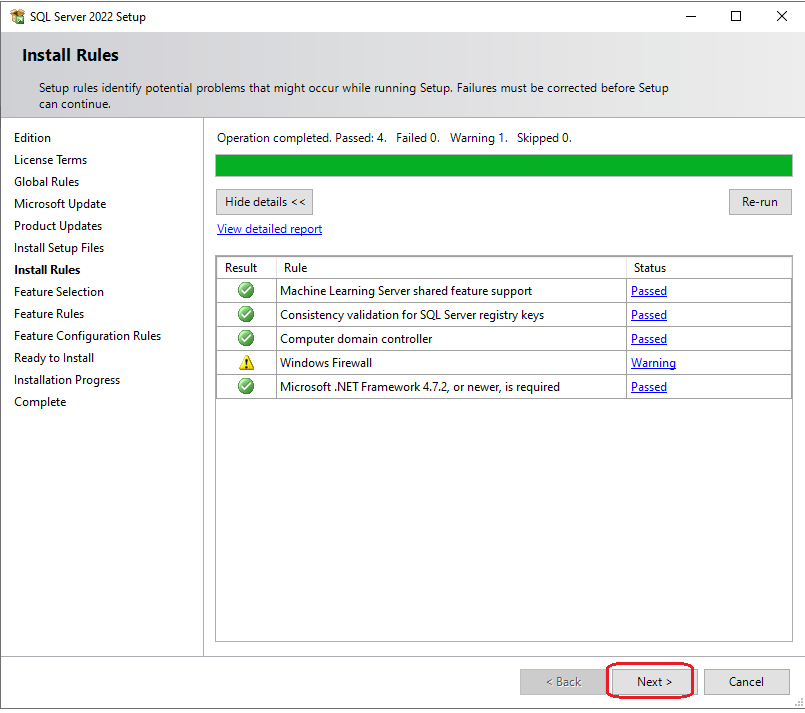 SQL Server 2022 Setup
Install Rules
Setup rules identify potential problems that might occur while running Setup. Failures must be corrected before Setup
can continue.
Edition
License Terms
Global Rules
Microsoft Update
Product Updates
Install Setup Files
Install Rules
Feature Selection
Feature Rules
Feature Configuration Rules
Ready to Install
Installation Progress
Complete
Operation completed. Passed: 4. Failed 0. Warning 1. Skipped 0.
Hide details << Re-run
View detailed report
Result Rule Status
Machine Learning Server shared feature support Passed
Consistency validation for SQL Server registry keys Passed
Computer domain controller Passed
Windows Firewall Warning
Microsoft .NET Framework 4.7.2, or newer, is required Passed
< Back Next > Cancel